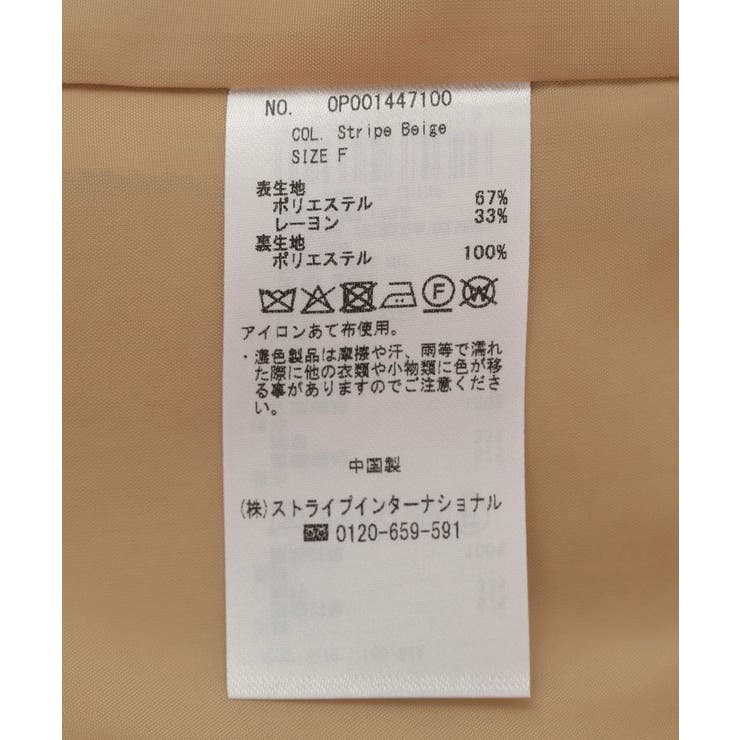 NO. 0P001447100
COL. Stripe Beige
SIZE F
表生地
ポリエステル 67%
レーヨン 33%
裏生地
ポリエステル 100%
F W
アイロンあて布使用。
・濃色製品は摩擦や汗、雨等で濡れ
た際に他の衣類や小物類に色が移
る事がありますのでご注意くださ
い。
中国製
(株)ストライプインターナショナル
0120-659-591